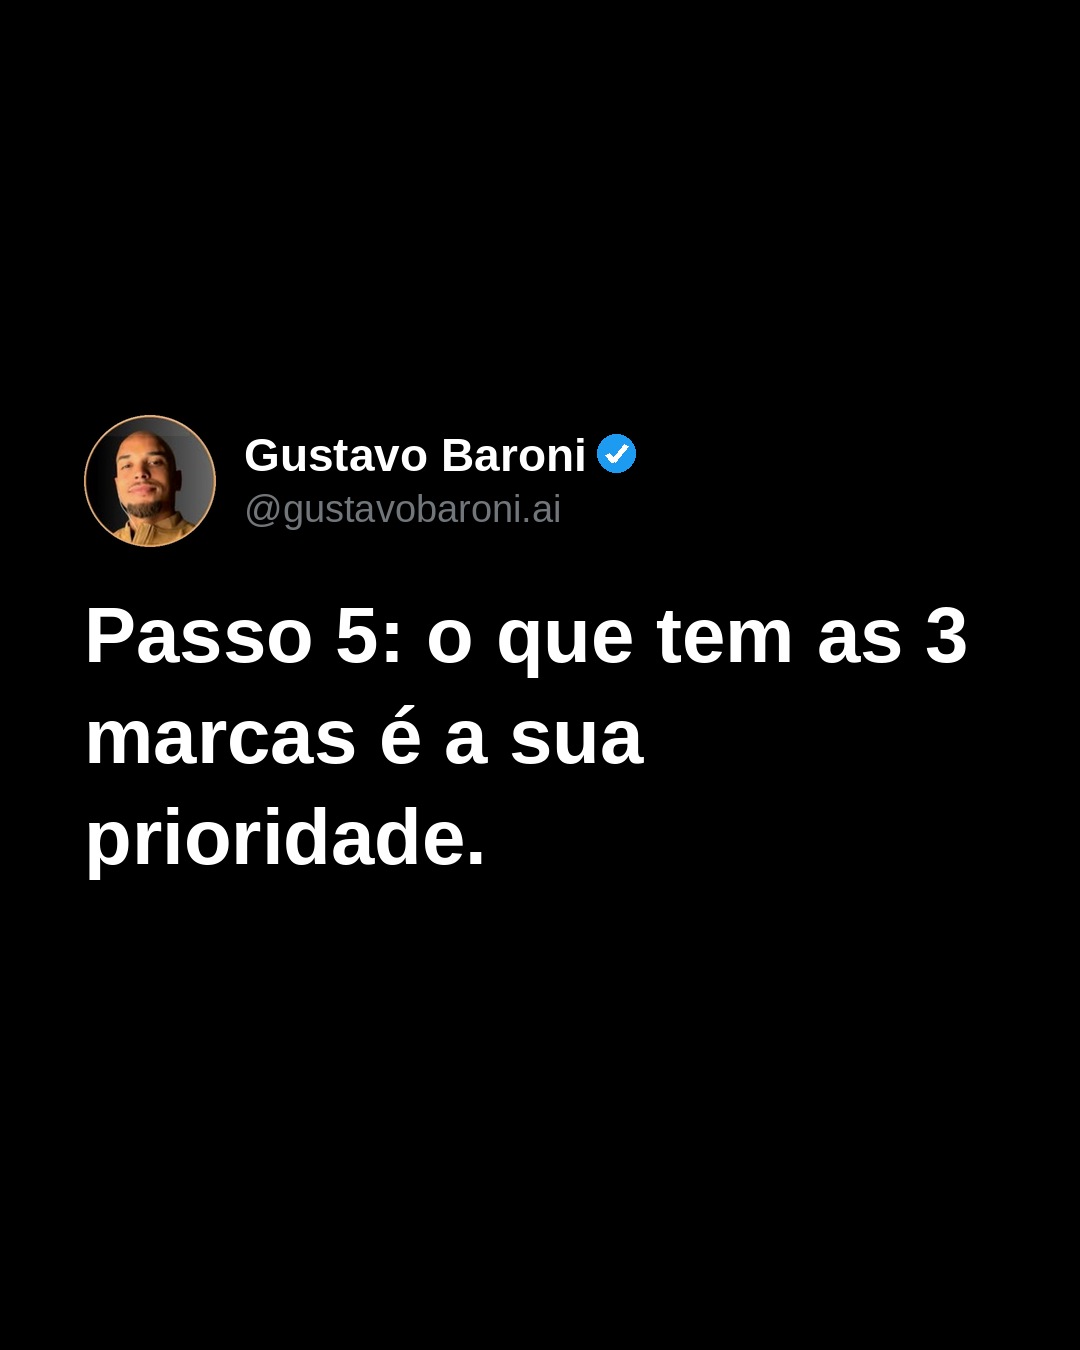 Gustavo Baroni
@gustavobaroni.ai
Passo 5: o que tem as 3
marcas é a sua
prioridade.